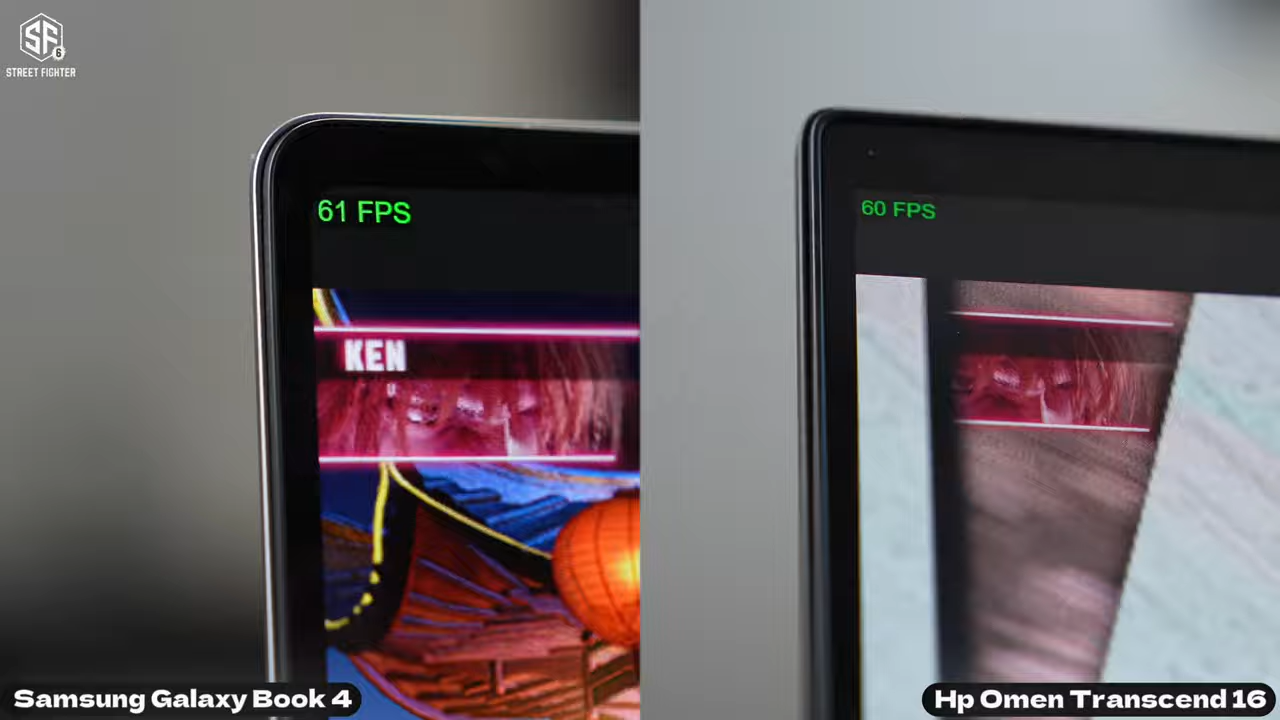 SF
6
STREET FIGHTER
61 FPS
KEN
60 FPS
Samsung Galaxy Book 4
Hp Omen Transcend 16